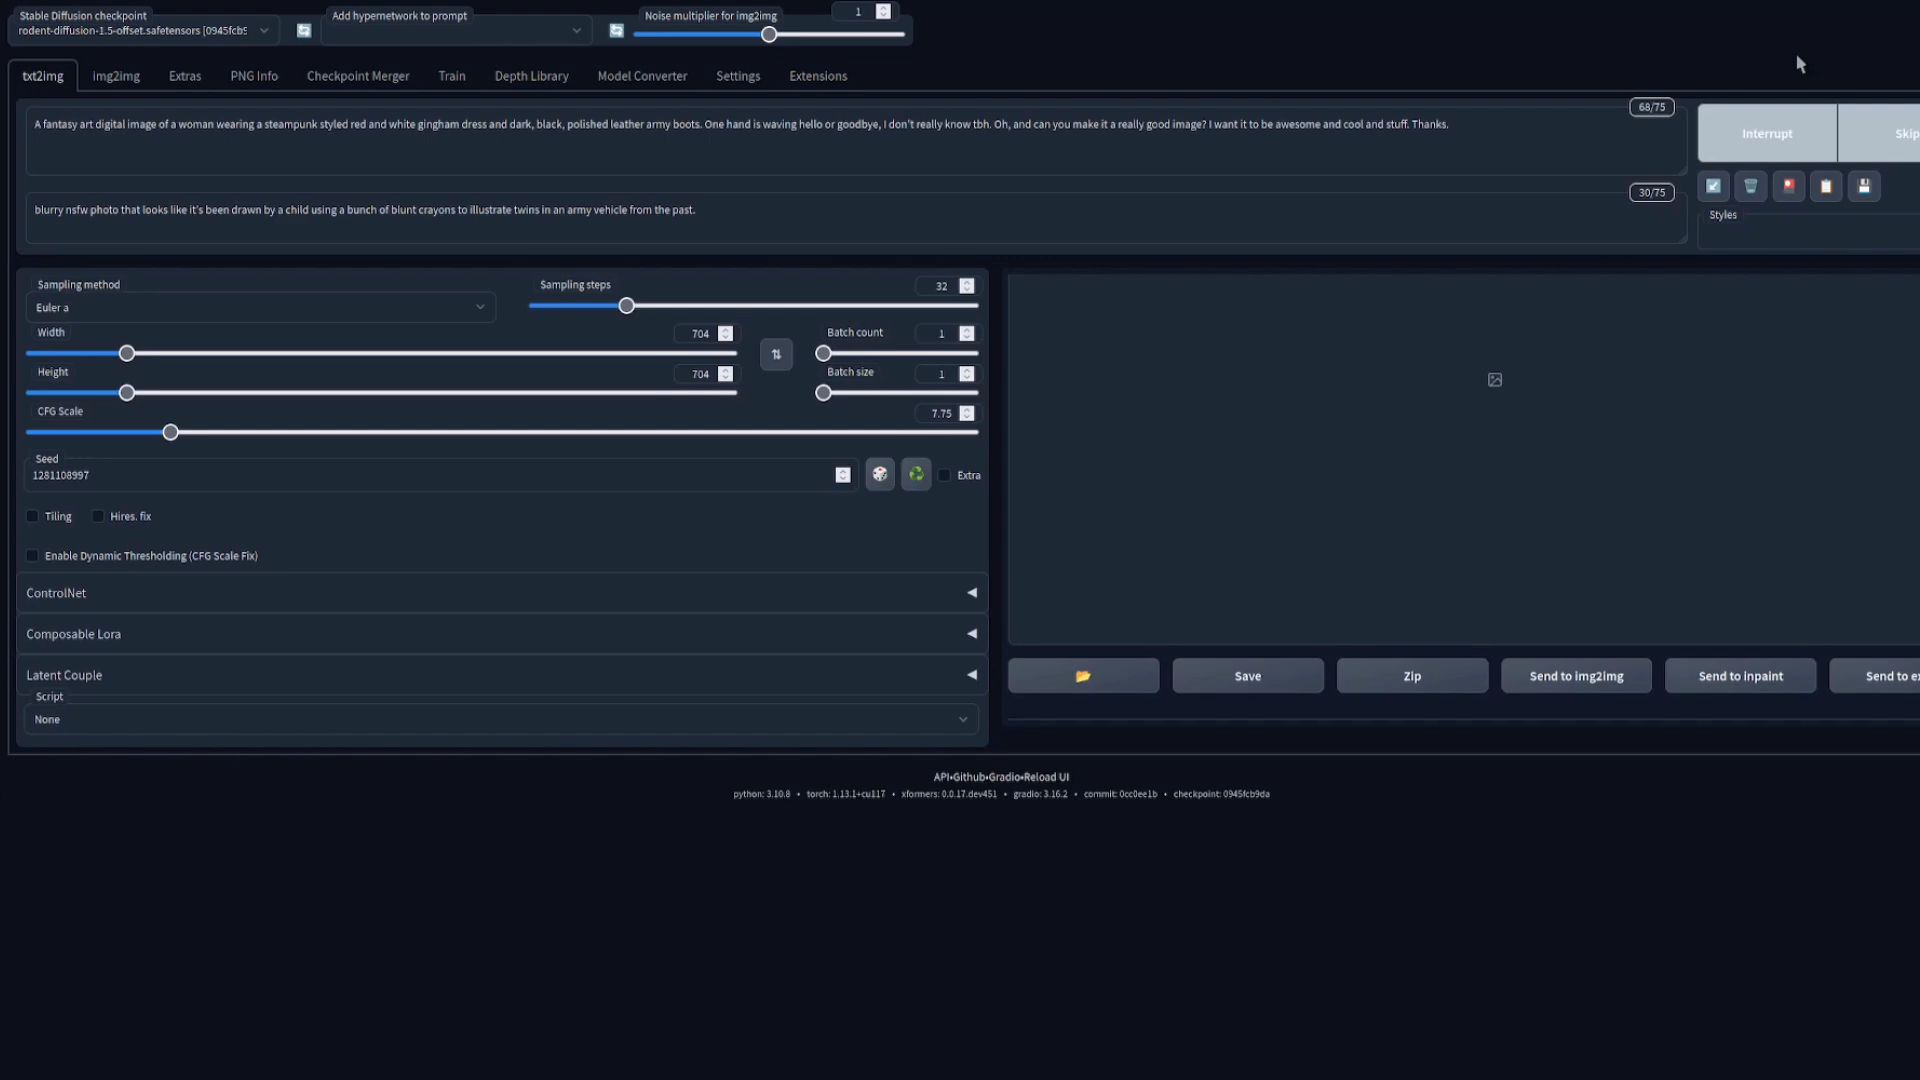 Stable Diffusion checkpoint
rodent-diffusion-1.5-offset.safetensors [0945fcb9
Add hypernetwork to prompt
Noise multiplier for img2img
1
txt2img
img2img
Extras
PNG Info
Checkpoint Merger
Train
Depth Library
Model Converter
Settings
Extensions
68/75
A fantasy art digital image of a woman wearing a steampunk styled red and white gingham dress and dark, black, polished leather army boots. One hand is waving hello or goodbye, I don't really know tbh. Oh, and can you make it a really good image? I want it to be awesome and cool and stuff. Thanks.
Interrupt
Skip
30/75
blurry nsfw photo that looks like it's been drawn by a child using a bunch of blunt crayons to illustrate twins in an army vehicle from the past.
Styles
Sampling method
Euler a
Sampling steps
32
Width
704
Batch count
1
Height
704
Batch size
1
CFG Scale
7.75
Seed
1281108997
Extra
Tiling
Hires. fix
Enable Dynamic Thresholding (CFG Scale Fix)
ControlNet
Composable Lora
Latent Couple
Script
None
Save
Zip
Send to img2img
Send to inpaint
Send to ex
API•Github•Gradio•Reload UI
python: 3.10.8 • torch: 1.13.1+cu117 • xformers: 0.0.17.dev451 • gradio: 3.16.2 • commit: 0cc0ee1b • checkpoint: 0945fcb9da